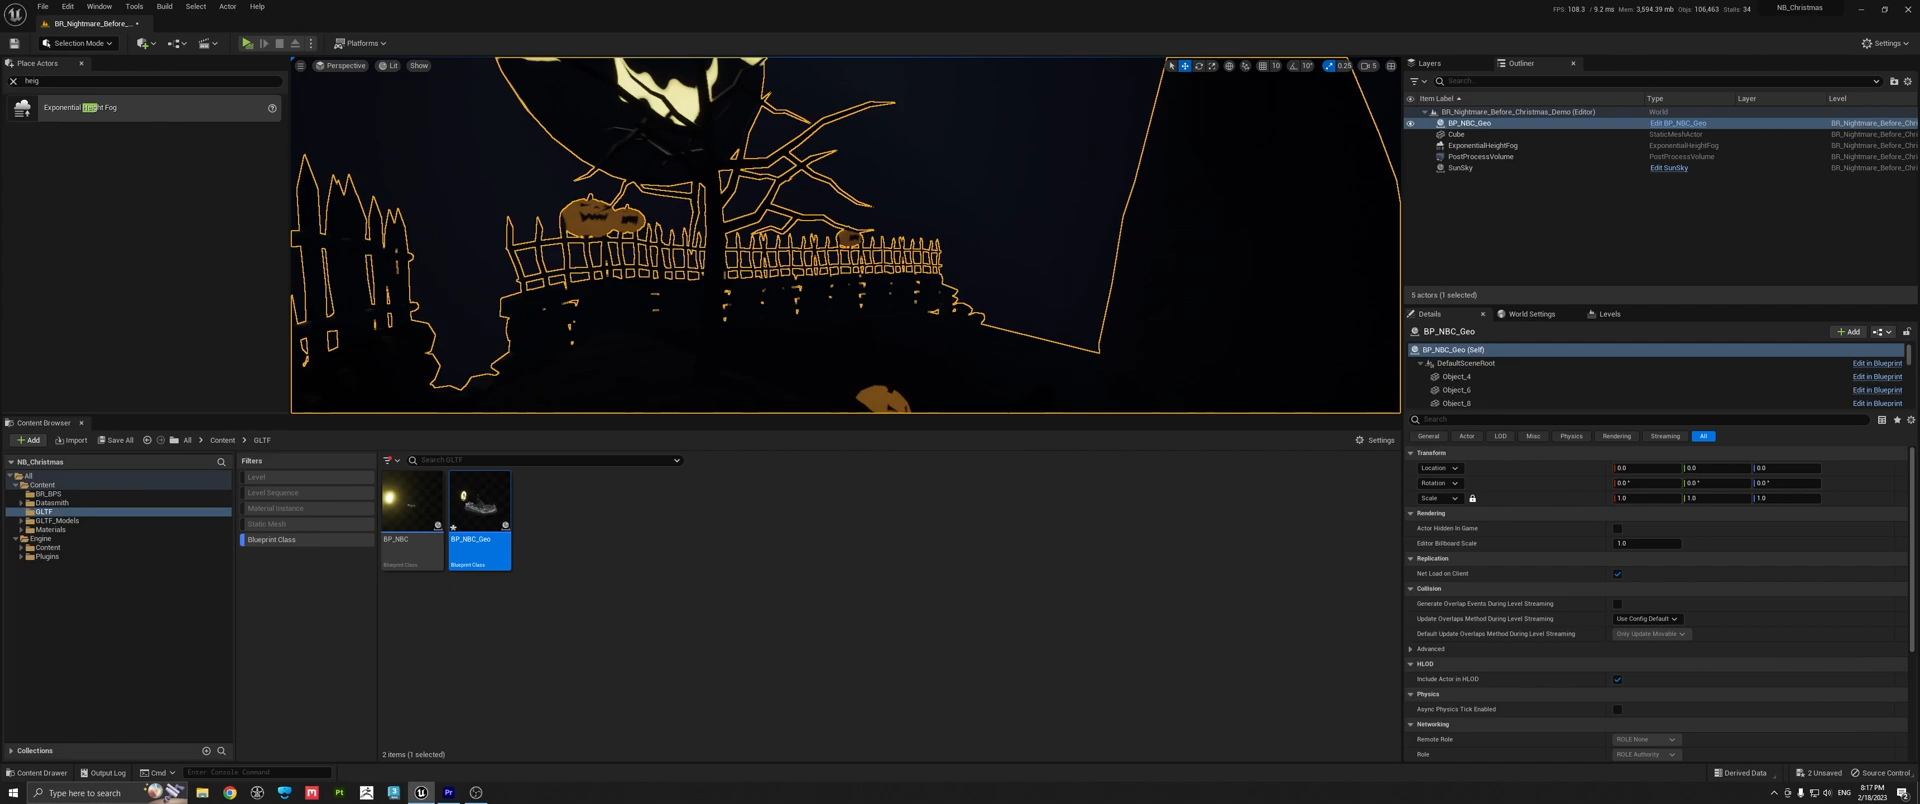 File Edit Window Tools Build Select Actor Help
FPS: 108.3 / 9.2 ms Mem: 3,594.39 mb Objs: 106,463 Stalls: 34 NB_Christmas
BR_Nightmare_Before_... •
Selection Mode Platforms Settings
Place Actors
heig
Exponential Height Fog
Perspective Lit Show 10 10° 0.25 5
Layers Outliner
Search...
Item Label Type Layer Level
BR_Nightmare_Before_Christmas_Demo (Editor) World
BP_NBC_Geo Edit BP_NBC_Geo BR_Nightmare_Before_Chri
Cube StaticMeshActor BR_Nightmare_Before_Chri
ExponentialHeightFog ExponentialHeightFog BR_Nightmare_Before_Chri
PostProcessVolume PostProcessVolume BR_Nightmare_Before_Chri
SunSky Edit SunSky BR_Nightmare_Before_Chri
5 actors (1 selected)
Details World Settings Levels
BP_NBC_Geo + Add
BP_NBC_Geo (Self)
DefaultSceneRoot Edit in Blueprint
Object_4 Edit in Blueprint
Object_6 Edit in Blueprint
Object_8 Edit in Blueprint
Search
General Actor LOD Misc Physics Rendering Streaming All
Transform
Location 0.0 0.0 0.0
Rotation 0.0° 0.0° 0.0°
Scale 1.0 1.0 1.0
Rendering
Actor Hidden In Game
Editor Billboard Scale 1.0
Replication
Net Load on Client
Collision
Generate Overlap Events During Level Streaming
Update Overlaps Method During Level Streaming Use Config Default
Default Update Overlaps Method During Level Streaming Only Update Movable
Advanced
HLOD
Include Actor in HLOD
Physics
Async Physics Tick Enabled
Networking
Remote Role ROLE None
Role ROLE Authority
Content Browser
+ Add Import Save All All > Content > GLTF Settings
NB_Christmas
All
Content
BR_BPS
Datasmith
GLTF
GLTF_Models
Materials
Engine
Content
Plugins
Collections
Filters
Level
Level Sequence
Material Instance
Static Mesh
Blueprint Class
Search GLTF
BP_NBC
Blueprint Class
BP_NBC_Geo
Blueprint Class
2 items (1 selected)
Content Drawer Output Log Cmd Enter Console Command Derived Data 2 Unsaved Source Control
Type here to search
Pt
Pr
ENG
8:17 PM
2/18/2023